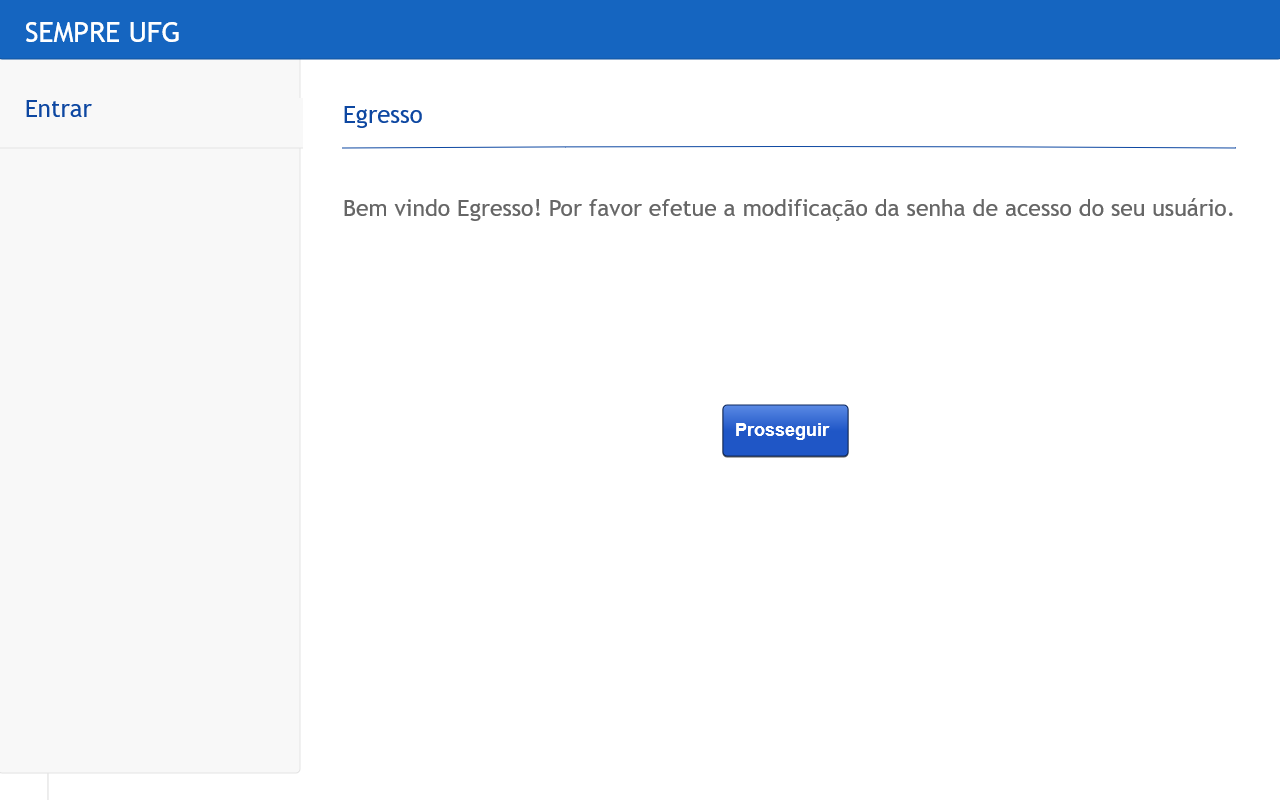 SEMPRE UFG
Entrar
Egresso
Bem vindo Egresso! Por favor efetue a modificação da senha de acesso do seu usuário.
Prosseguir